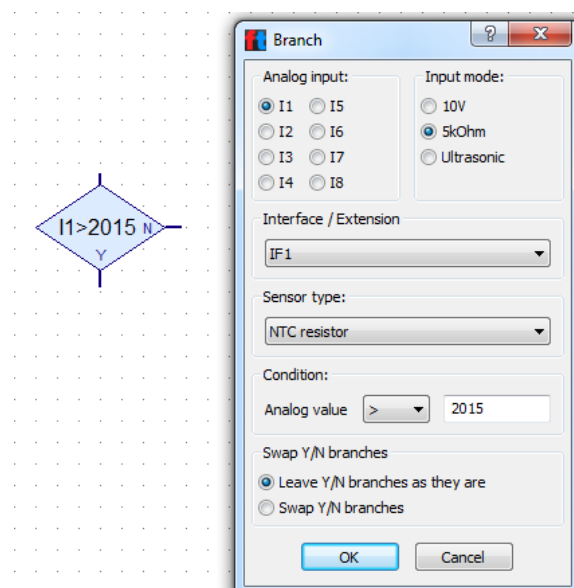 Branch
?
X
Analog input:
I1
I5
I2
I6
I3
I7
I4
I8
Input mode:
10V
5kOhm
Ultrasonic
I1>2015
N
Y
Interface / Extension
IF1
Sensor type:
NTC resistor
Condition:
Analog value > 2015
Swap Y/N branches
Leave Y/N branches as they are
Swap Y/N branches
OK
Cancel